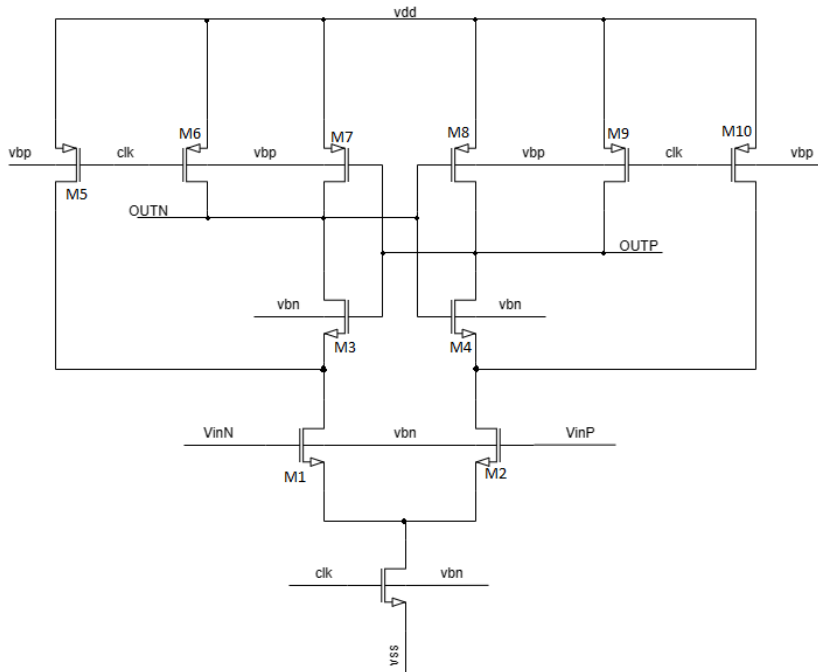 vdd
M6 M7 M8 M9 M10
vbp clk vbp vbp clk vbp
M5
OUTN
OUTP
vbn vbn
M3 M4
VinN vbn VinP
M1 M2
clk vbn
vss